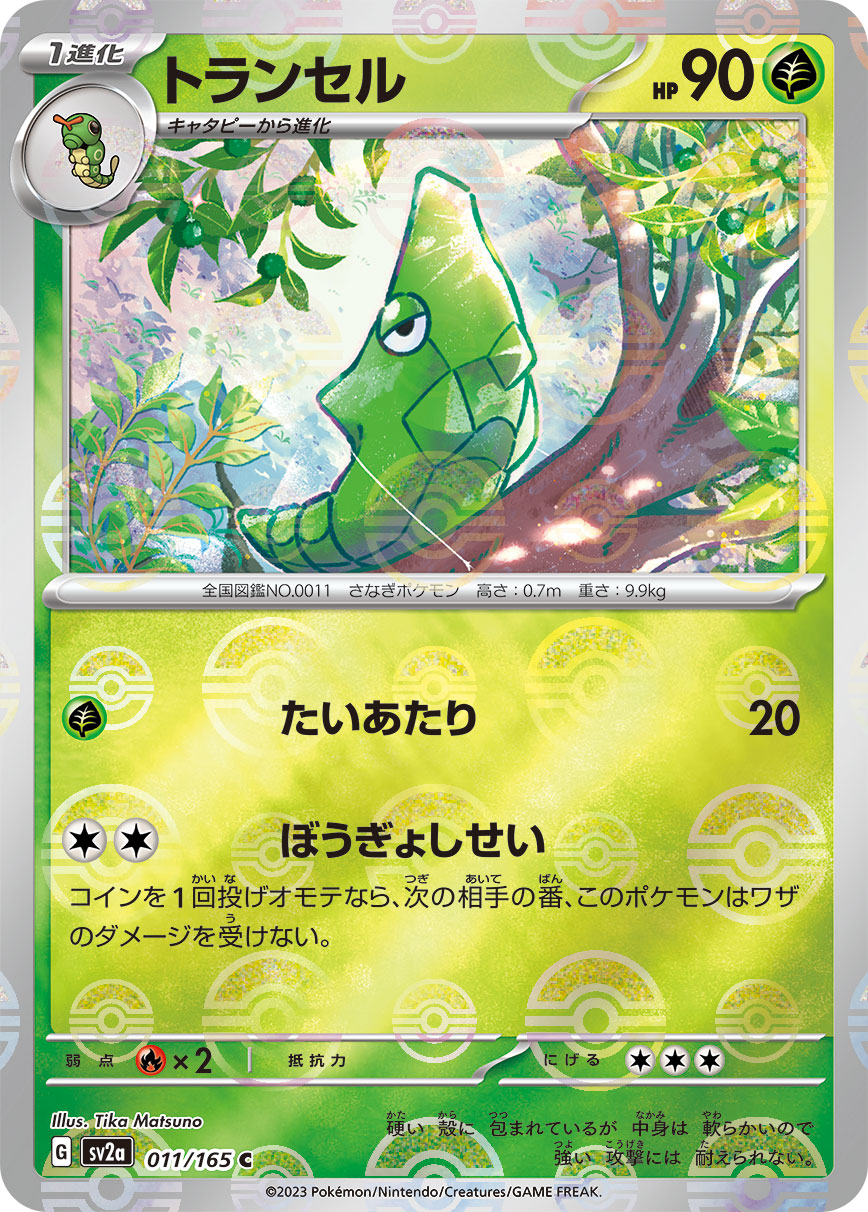 1進化
トランセル
HP 90
キャタピーから進化
全国図鑑NO.0011 さなぎポケモン 高さ:0.7m 重さ:9.9kg
たいあたり 20
ぼうぎょしせい
コインを1回投げオモテなら、次の相手の番、このポケモンはワザ
のダメージを受けない。
弱点 ×2 抵抗力 にげる
Illus. Tika Matsuno
硬い 殻に 包まれているが 中身は 軟らかいので
強い 攻撃には 耐えられない。
G sv2a 011/165 C
©2023 Pokémon/Nintendo/Creatures/GAME FREAK.